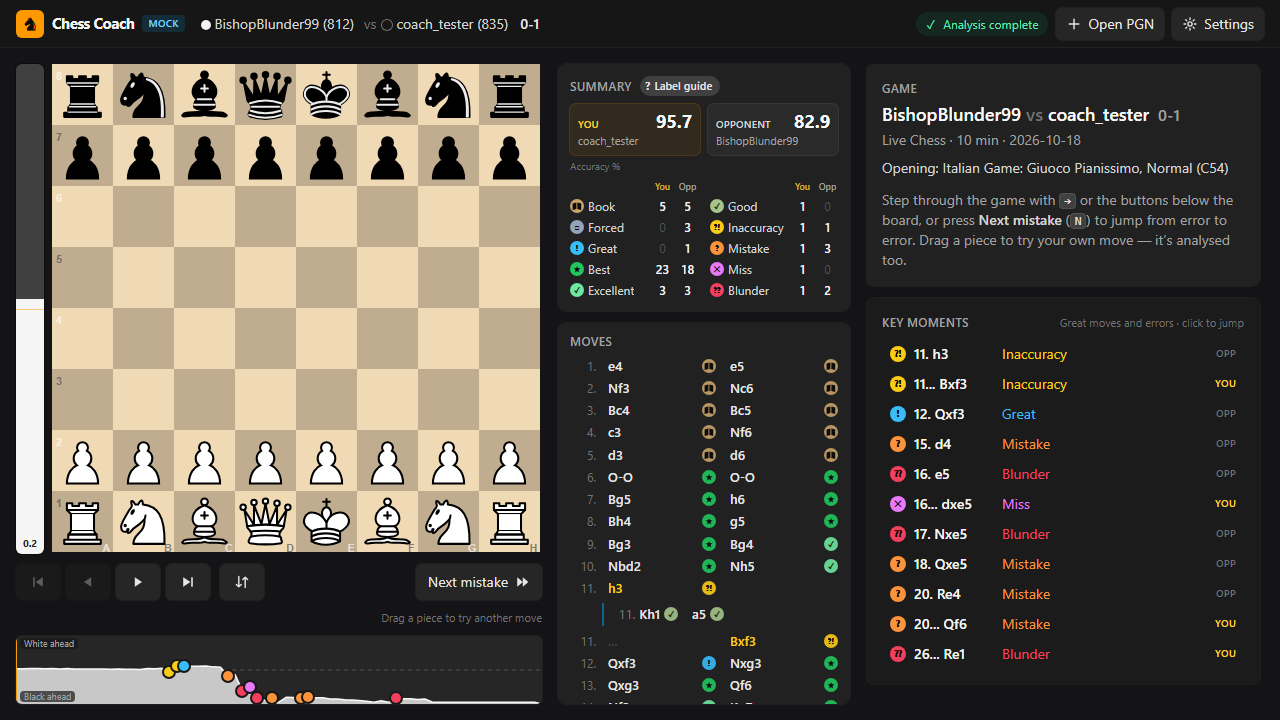 Chess Coach MOCK BishopBlunder99 (812) vs coach_tester (835) 0-1
✓ Analysis complete
+ Open PGN
Settings
8
7
6
5
4
3
2
1
A B C D E F G H
0.2
Next mistake
Drag a piece to try another move
White ahead
Black ahead
SUMMARY ? Label guide
YOU 95.7
coach_tester
OPPONENT 82.9
BishopBlunder99
Accuracy %
You Opp You Opp
Book 5 5 Good 1 0
Forced 0 3 Inaccuracy 1 1
Great 0 1 Mistake 1 3
Best 23 18 Miss 1 0
Excellent 3 3 Blunder 1 2
MOVES
1. e4 e5
2. Nf3 Nc6
3. Bc4 Bc5
4. c3 Nf6
5. d3 d6
6. O-O O-O
7. Bg5 h6
8. Bh4 g5
9. Bg3 Bg4
10. Nbd2 Nh5
11. h3 ?!
11. Kh1 a5
11. ... Bxf3 ?!
12. Qxf3 ! Nxg3
13. Qxg3 Qf6
GAME
BishopBlunder99 vs coach_tester 0-1
Live Chess · 10 min · 2026-10-18
Opening: Italian Game: Giuoco Pianissimo, Normal (C54)
Step through the game with → or the buttons below the
board, or press Next mistake (N) to jump from error to
error. Drag a piece to try your own move — it's analysed
too.
KEY MOMENTS Great moves and errors · click to jump
?! 11. h3 Inaccuracy OPP
?! 11... Bxf3 Inaccuracy YOU
! 12. Qxf3 Great OPP
? 15. d4 Mistake OPP
?? 16. e5 Blunder OPP
16... dxe5 Miss YOU
?? 17. Nxe5 Blunder OPP
? 18. Qxe5 Mistake OPP
? 20. Re4 Mistake OPP
? 20... Qf6 Mistake YOU
?? 26... Re1 Blunder YOU